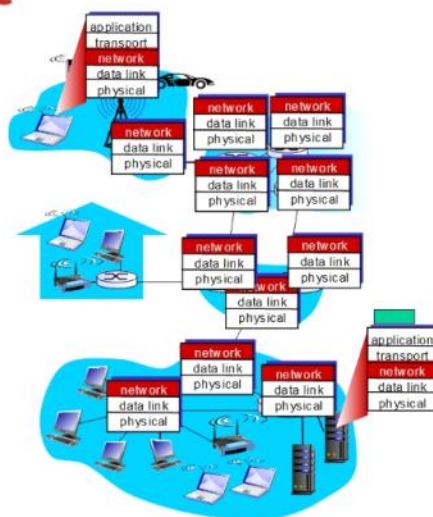 application
transport
network
data link
physical
network
data link
physical
network
data link
physical
network
data link
physical
network
data link
physical
network
data link
physical
network
data link
physical
network
data link
physical
network
data link
physical
application
transport
network
data link
physical
network
data link
physical
network
data link
physical
network
data link
physical